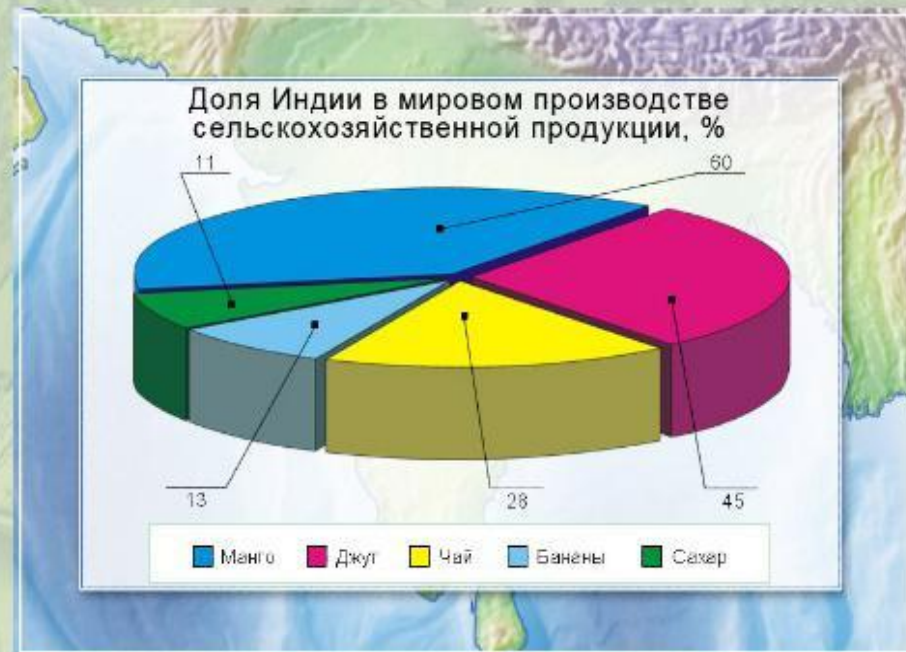 Доля Индии в мировом производстве
сельскохозяйственной продукции, %
11
60
13
28
45
Манго
Джут
Чай
Бананы
Сахар